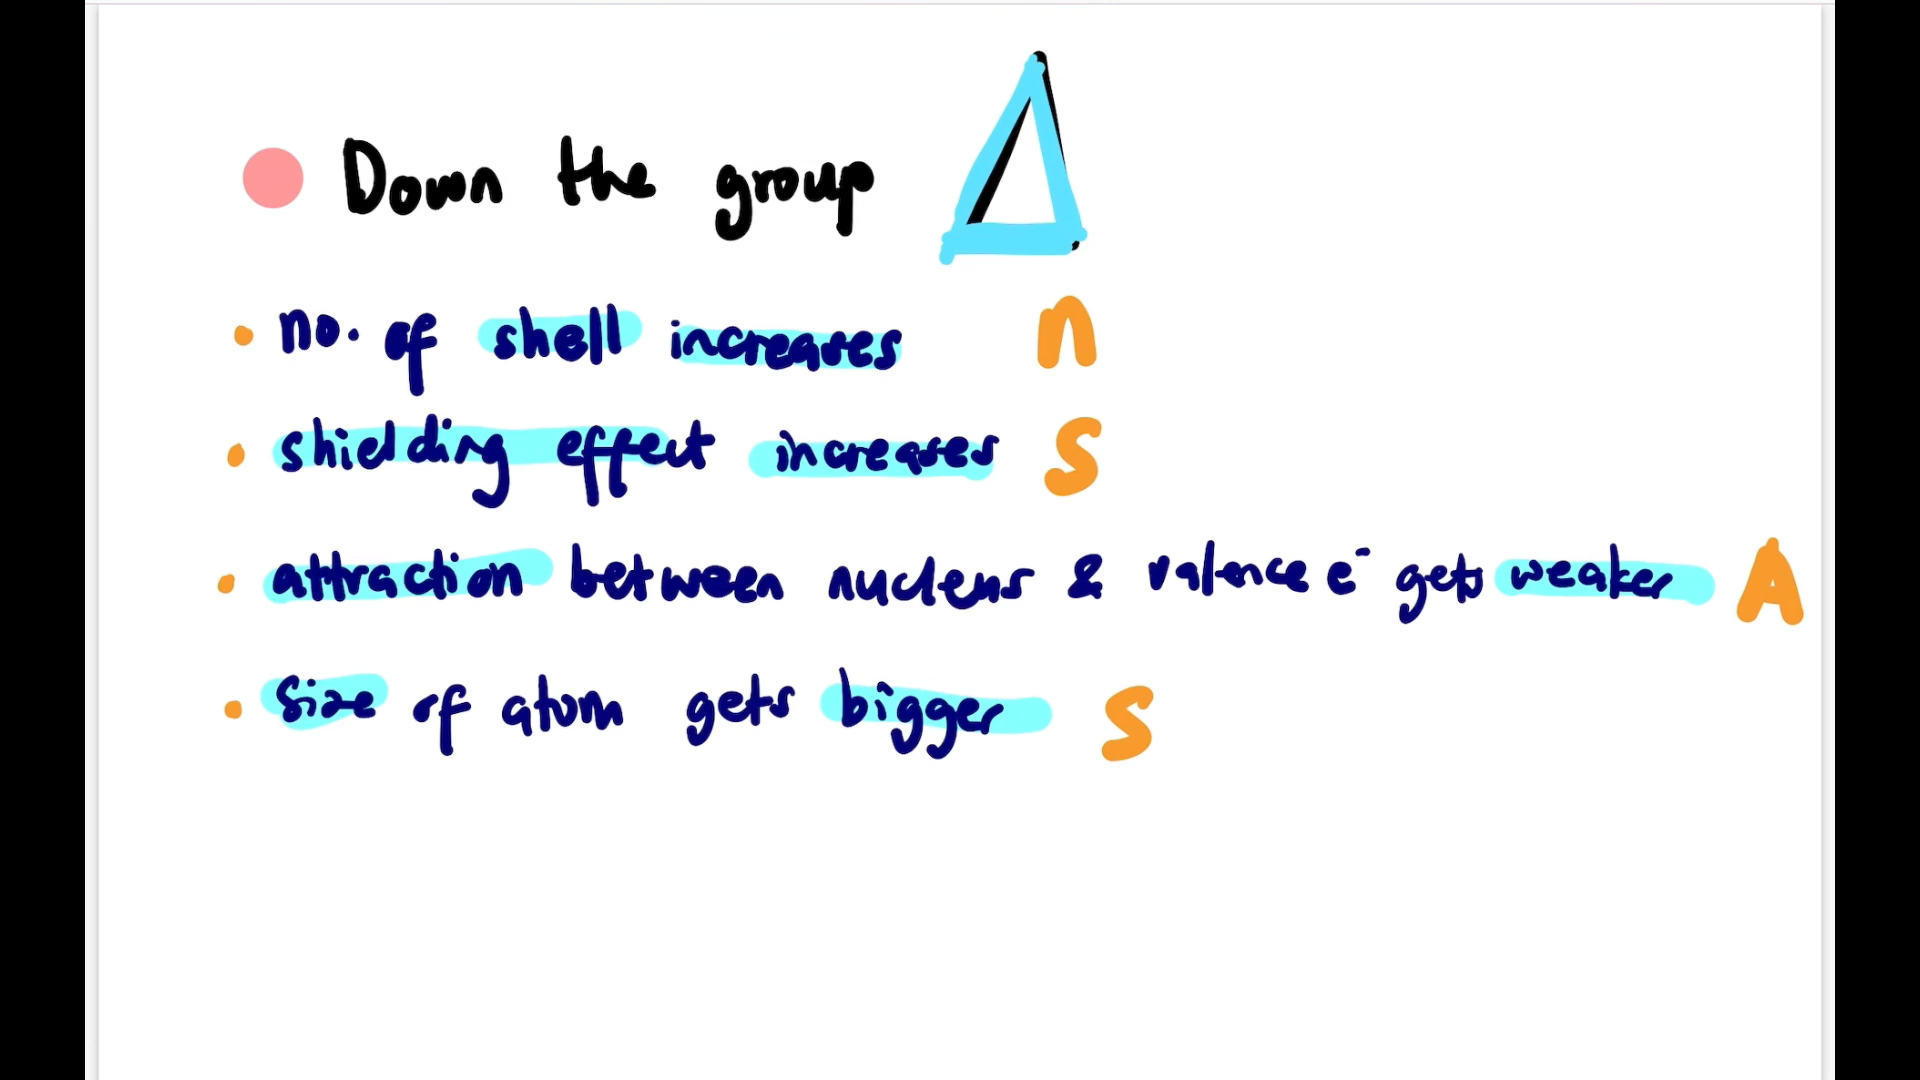 Down the group
• no. of shell increases n
• shielding effect increases S
• attraction between nucleus & valence e⁻ gets weaker A
• size of atom gets bigger S